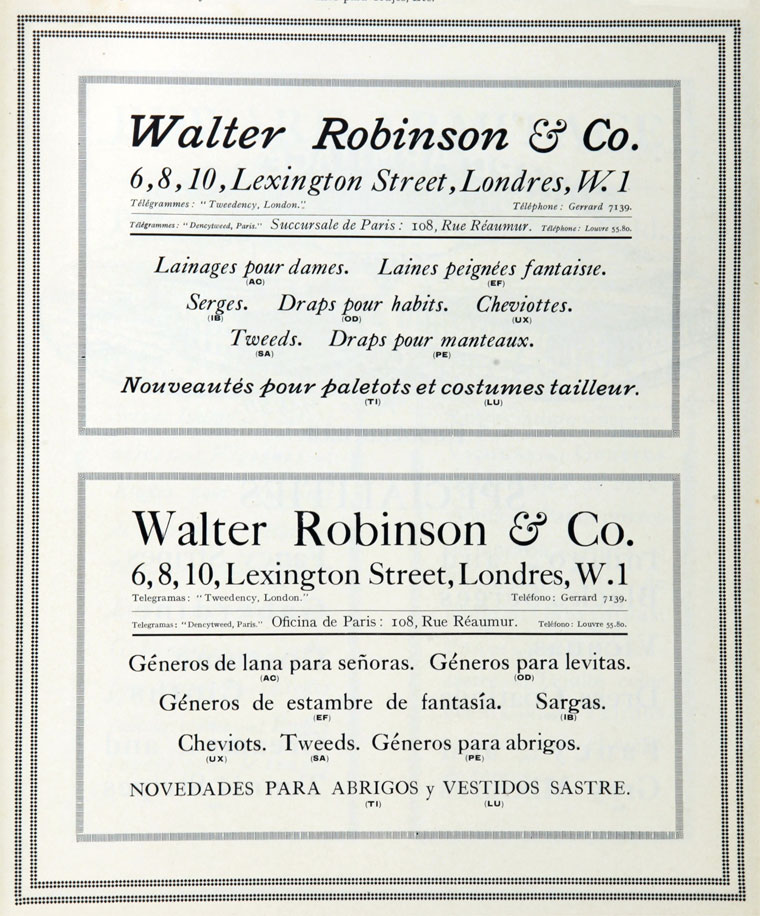 Walter Robinson & Co.
6, 8, 10, Lexington Street, Londres, W. 1
Télégrammes: "Tweedency, London." Téléphone: Gerrard 7139.
Télégrammes: "Dencytweed, Paris." Succursale de Paris: 108, Rue Réaumur. Téléphone: Louvre 55.80.
Lainages pour dames. Laines peignées fantaisie.
(AC) (EF)
Serges. Draps pour habits. Cheviottes.
(IB) (OD) (UX)
Tweeds. Draps pour manteaux.
(SA) (PE)
Nouveautés pour paletots et costumes tailleur.
(TI) (LU)
Walter Robinson & Co.
6, 8, 10, Lexington Street, Londres, W. 1
Telegramas: "Tweedency, London." Teléfono: Gerrard 7139.
Telegramas: "Dencytweed, Paris." Oficina de Paris: 108, Rue Réaumur. Teléfono: Louvre 55.80.
Géneros de lana para señoras. Géneros para levitas.
(AC) (OD)
Géneros de estambre de fantasía. Sargas.
(EF) (IB)
Cheviots. Tweeds. Géneros para abrigos.
(UX) (SA) (PE)
NOVEDADES PARA ABRIGOS y VESTIDOS SASTRE.
(TI) (LU)